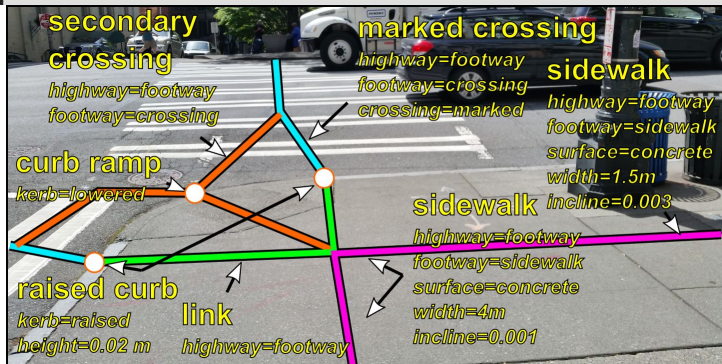 secondary
crossing
highway=footway
footway=crossing
marked crossing
highway=footway
footway=crossing
crossing=marked
sidewalk
highway=footway
footway=sidewalk
surface=concrete
width=1.5m
incline=0.003
curb ramp
kerb=lowered
sidewalk
highway=footway
footway=sidewalk
surface=concrete
width=4m
incline=0.001
raised curb
kerb=raised
height=0.02 m
link
highway=footway